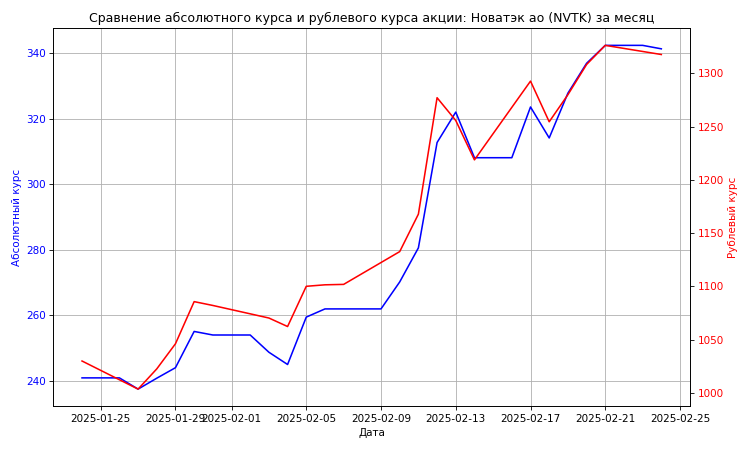 Сравнение абсолютного курса и рублевого курса акции: Новатэк ао (NVTK) за месяц
Абсолютный курс
340
320
300
280
260
240
1300
1250
1200
1150
1100
1050
1000
Рублевый курс
2025-01-25 2025-01-29 2025-02-01 2025-02-05 2025-02-09 2025-02-13 2025-02-17 2025-02-21 2025-02-25
Дата